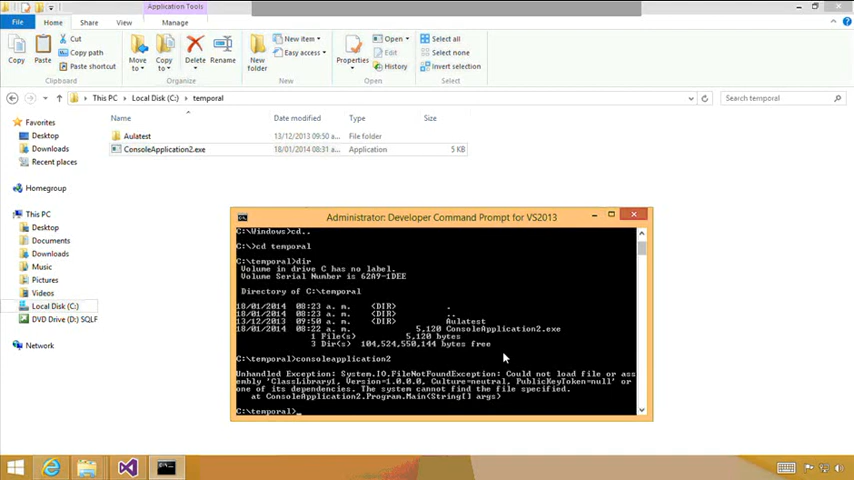 Application Tools
File Home Share View Manage
Copy
Paste
Cut
Copy path
Paste shortcut
Clipboard
Move to
Copy to
Delete
Rename
Organize
New folder
New item
Easy access
New
Properties
Open
Edit
History
Open
Select all
Select none
Invert selection
Select
This PC Local Disk (C:) temporal
Search temporal
Name Date modified Type Size
Aulatest 13/12/2013 09:50 a... File folder
ConsoleApplication2.exe 18/01/2014 08:31 a... Application 5 KB
Favorites
Desktop
Downloads
Recent places
Homegroup
This PC
Desktop
Documents
Downloads
Music
Pictures
Videos
Local Disk (C:)
DVD Drive (D:) SQLF
Network
Administrator: Developer Command Prompt for VS2013
C:\Windows>cd..
C:\>cd temporal
C:\temporal>dir
Volume in drive C has no label.
Volume Serial Number is 62A9-1DEE
Directory of C:\temporal
18/01/2014 08:23 a. m. <DIR> .
18/01/2014 08:23 a. m. <DIR> ..
13/12/2013 09:50 a. m. <DIR> Aulatest
18/01/2014 08:22 a. m. 5,120 ConsoleApplication2.exe
1 File(s) 5,120 bytes
3 Dir(s) 104,524,550,144 bytes free
C:\temporal>consoleapplication2
Unhandled Exception: System.IO.FileNotFoundException: Could not load file or ass
embly 'ClassLibrary1, Version=1.0.0.0, Culture=neutral, PublicKeyToken=null' or
one of its dependencies. The system cannot find the file specified.
at ConsoleApplication2.Program.Main(String[] args)
C:\temporal>_